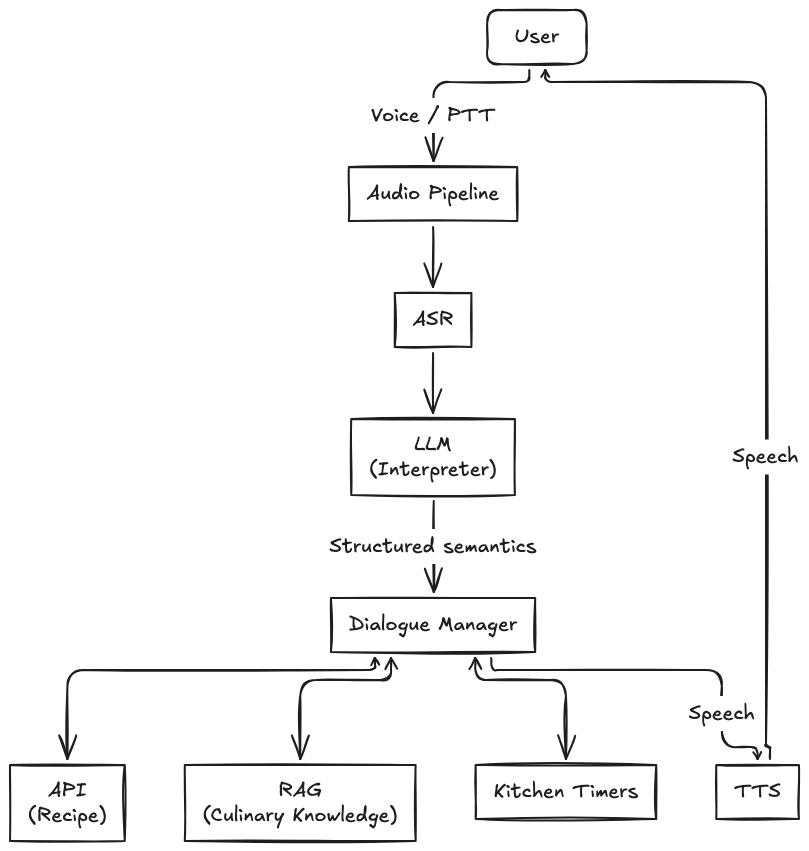 User
Voice / PTT
Audio Pipeline
ASR
LLM
(Interpreter)
Speech
Structured semantics
Dialogue Manager
Speech
API
(Recipe)
RAG
(Culinary Knowledge)
Kitchen Timers
TTS